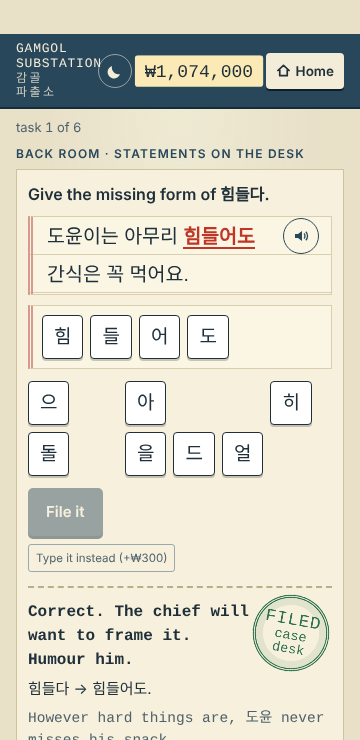 GAMGOL
SUBSTATION
감골
파출소
₩1,074,000
Home
task 1 of 6
BACK ROOM · STATEMENTS ON THE DESK
Give the missing form of 힘들다.
도윤이는 아무리 힘들어도
간식은 꼭 먹어요.
힘 들 어 도
으 아 히
돌 을 드 얼
File it
Type it instead (+₩300)
Correct. The chief will
want to frame it.
Humour him.
FILED
case
desk
힘들다 → 힘들어도.
However hard things are, 도윤 never
misses his snack.